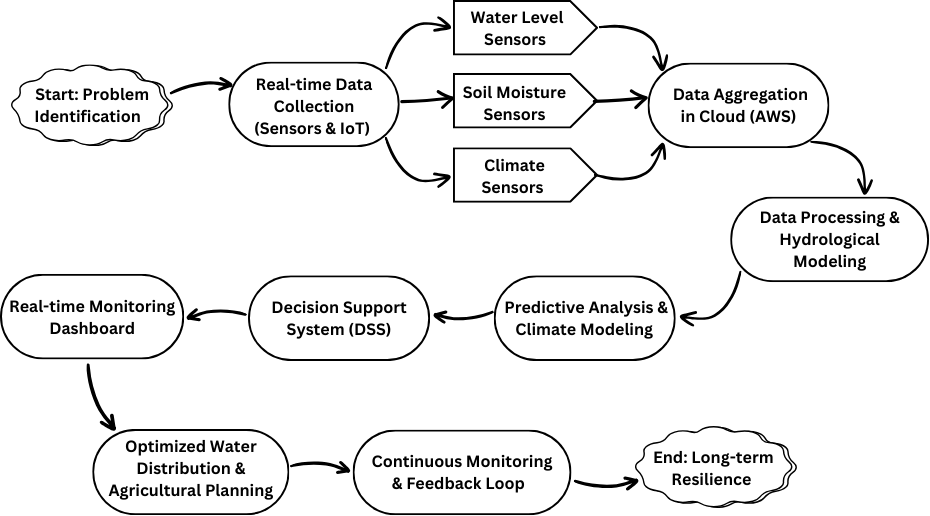 Start: Problem
Identification
Real-time Data
Collection
(Sensors & IoT)
Water Level
Sensors
Soil Moisture
Sensors
Climate
Sensors
Data Aggregation
in Cloud (AWS)
Data Processing &
Hydrological
Modeling
Predictive Analysis &
Climate Modeling
Decision Support
System (DSS)
Real-time Monitoring
Dashboard
Optimized Water
Distribution &
Agricultural Planning
Continuous Monitoring
& Feedback Loop
End: Long-term
Resilience